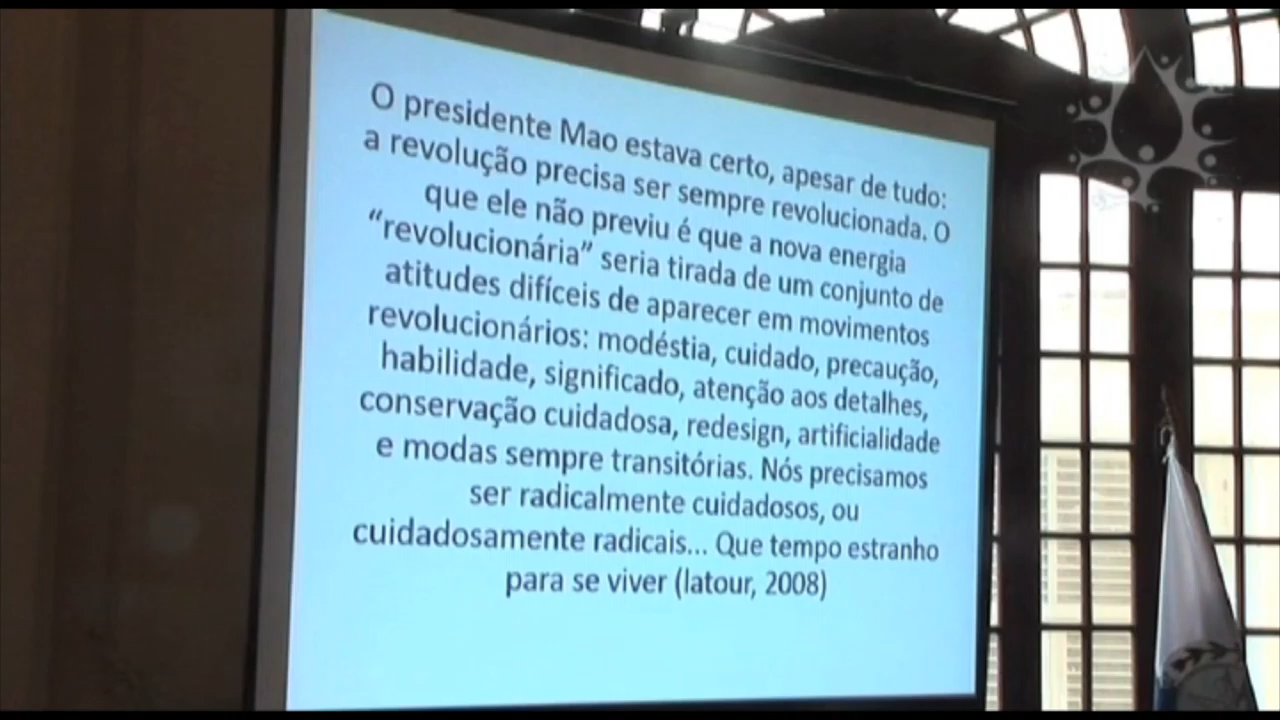 O presidente Mao estava certo, apesar de tudo:
a revolução precisa ser sempre revolucionada. O
que ele não previu é que a nova energia
“revolucionária” seria tirada de um conjunto de
atitudes difíceis de aparecer em movimentos
revolucionários: modéstia, cuidado, precaução,
habilidade, significado, atenção aos detalhes,
conservação cuidadosa, redesign, artificialidade
e modas sempre transitórias. Nós precisamos
ser radicalmente cuidadosos, ou
cuidadosamente radicais... Que tempo estranho
para se viver (latour, 2008)